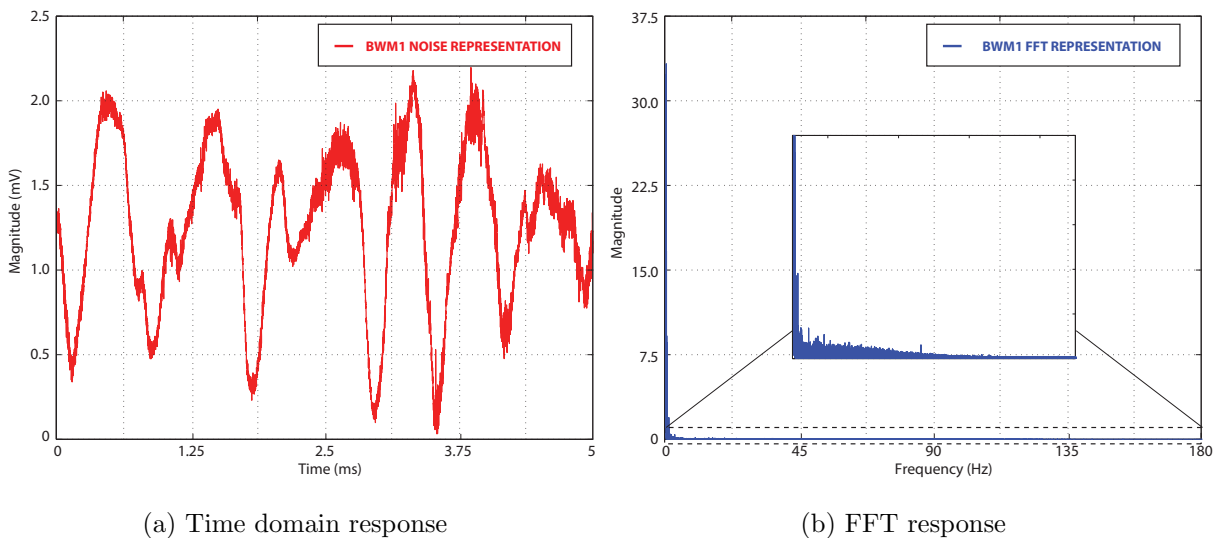 2.5
2.0
1.5
1.0
0.5
0
Magnitude (mV)
BWM1 NOISE REPRESENTATION
0
1.25
2.5
3.75
5
Time (ms)
(a) Time domain response
37.5
30.0
22.5
15.0
7.5
0
Magnitude
BWM1 FFT REPRESENTATION
0
45
90
135
180
Frequency (Hz)
(b) FFT response